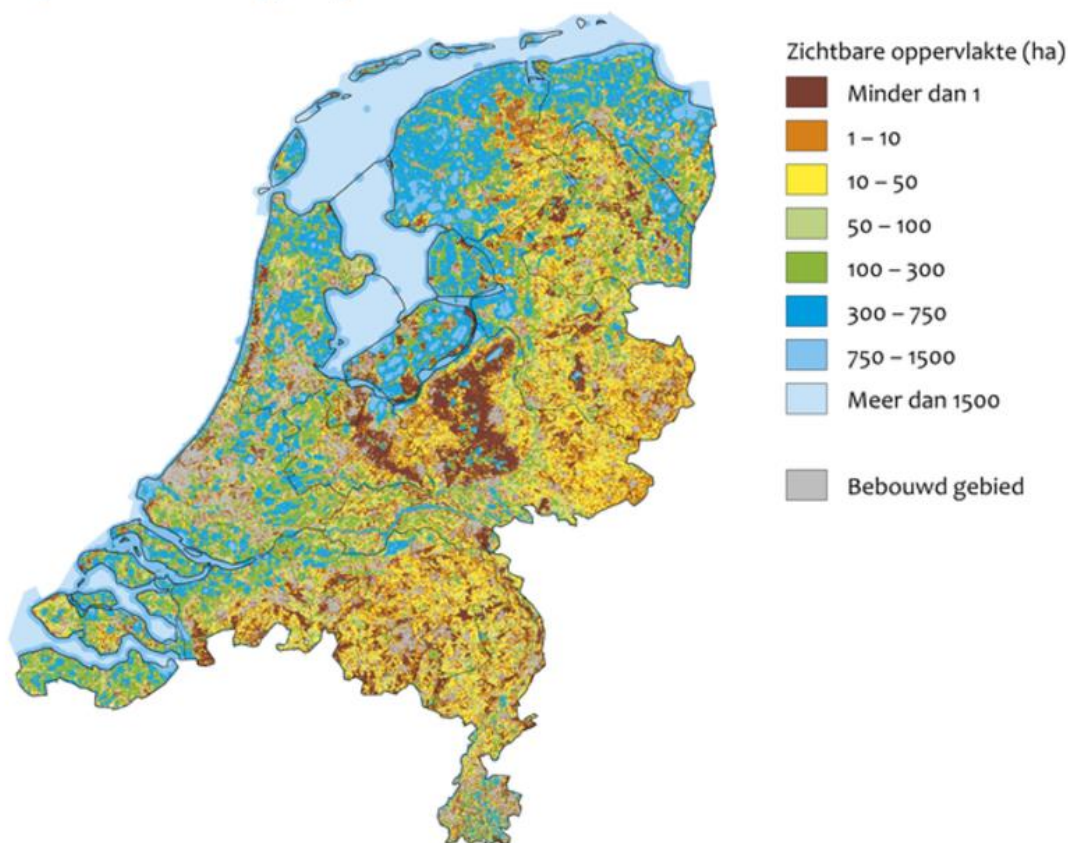 Zichtbare oppervlakte (ha)
Minder dan 1
1 – 10
10 – 50
50 – 100
100 – 300
300 – 750
750 – 1500
Meer dan 1500
Bebouwd gebied